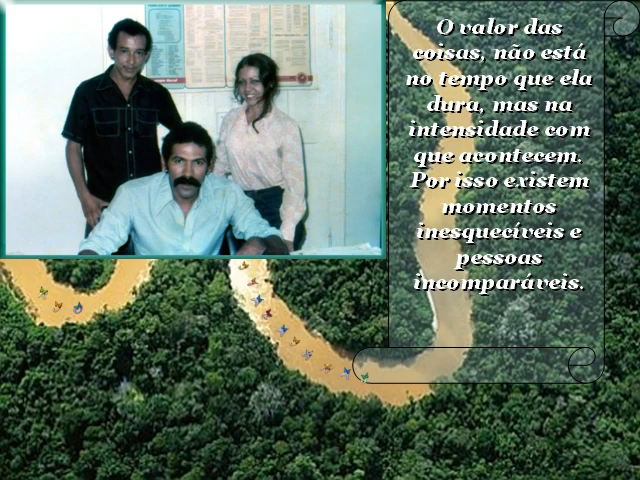 O valor das
coisas, não está
no tempo que ela
dura, mas na
intensidade com
que acontecem.
Por isso existem
momentos
inesquecíveis e
pessoas
incomparáveis.